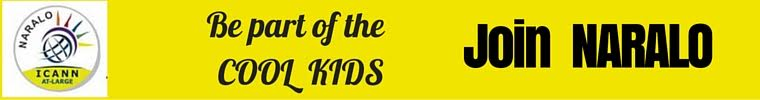 NARALO
ICANN
AT-LARGE
Be part of the
COOL KIDS
Join NARALO